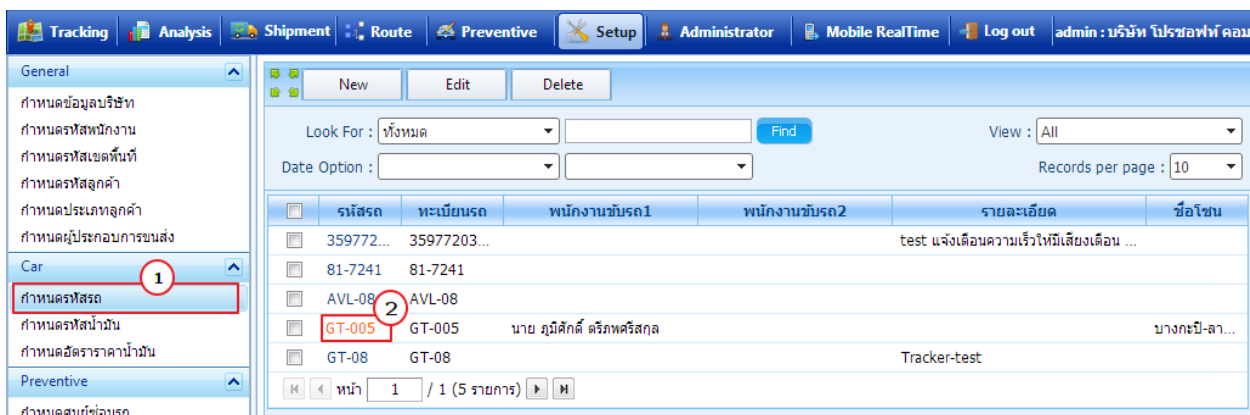 Tracking Analysis Shipment Route Preventive Setup Administrator Mobile RealTime Log out admin : บริษัท โปรซอฟท์ คอม
General
กำหนดข้อมูลบริษัท
กำหนดรหัสพนักงาน
กำหนดรหัสเขตพื้นที่
กำหนดรหัสลูกค้า
กำหนดประเภทลูกค้า
กำหนดผู้ประกอบการขนส่ง
Car
1
กำหนดรหัสรถ
กำหนดรหัสน้ำมัน
กำหนดอัตราราคาน้ำมัน
Preventive
กำหนดศูนย์ซ่อมรถ
New Edit Delete
Look For : ทั้งหมด Find View : All
Date Option : Records per page : 10
รหัสรถ ทะเบียนรถ พนักงานขับรถ1 พนักงานขับรถ2 รายละเอียด ชื่อโซน
359772... 35977203... test แจ้งเตือนความเร็วให้มีเสียงเตือน ...
81-7241 81-7241
AVL-08 AVL-08
2
GT-005 GT-005 นาย ภูมิศักดิ์ ตรีภพศรีสกุล บางกะปิ-ลา...
GT-08 GT-08 Tracker-test
หน้า 1 / 1 (5 รายการ)